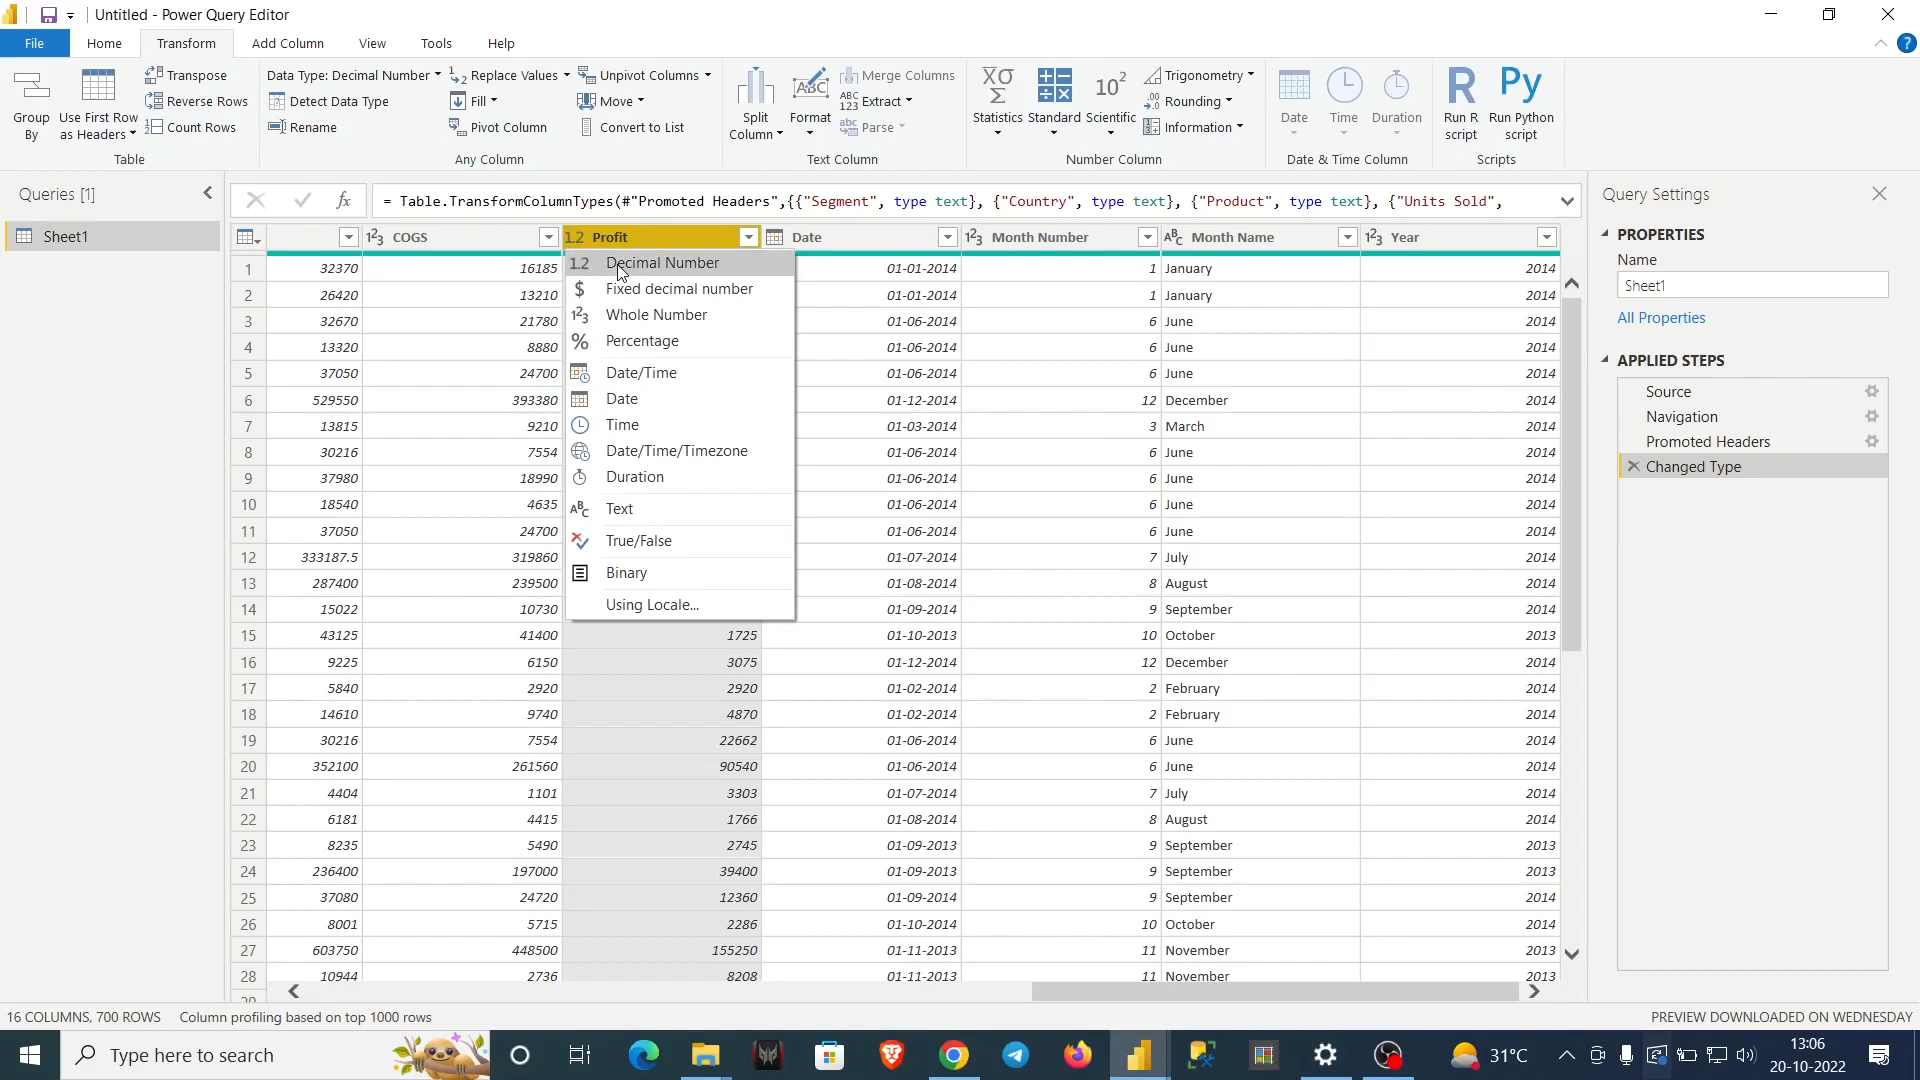 Untitled - Power Query Editor
File Home Transform Add Column View Tools Help
Group By
Use First Row as Headers
Transpose
Reverse Rows
Count Rows
Table
Data Type: Decimal Number
Detect Data Type
Rename
Replace Values
Fill
Pivot Column
Unpivot Columns
Move
Convert to List
Any Column
Split Column
Format
Merge Columns
Extract
Parse
Text Column
Statistics
Standard
Scientific
Trigonometry
Rounding
Information
Number Column
Date
Time
Duration
Date & Time Column
Run R script
Run Python script
Scripts
Queries [1]
Sheet1
= Table.TransformColumnTypes(#"Promoted Headers",{{"Segment", type text}, {"Country", type text}, {"Product", type text}, {"Units Sold",
COGS Profit Date Month Number Month Name Year
1 32370 16185 01-01-2014 1 January 2014
2 26420 13210 01-01-2014 1 January 2014
3 32670 21780 01-06-2014 6 June 2014
4 13320 8880 01-06-2014 6 June 2014
5 37050 24700 01-06-2014 6 June 2014
6 529550 393380 01-12-2014 12 December 2014
7 13815 9210 01-03-2014 3 March 2014
8 30216 7554 01-06-2014 6 June 2014
9 37980 18990 01-06-2014 6 June 2014
10 18540 4635 01-06-2014 6 June 2014
11 37050 24700 01-06-2014 6 June 2014
12 333187.5 319860 01-07-2014 7 July 2014
13 287400 239500 01-08-2014 8 August 2014
14 15022 10730 01-09-2014 9 September 2014
15 43125 41400 1725 01-10-2013 10 October 2013
16 9225 6150 3075 01-12-2014 12 December 2014
17 5840 2920 2920 01-02-2014 2 February 2014
18 14610 9740 4870 01-02-2014 2 February 2014
19 30216 7554 22662 01-06-2014 6 June 2014
20 352100 261560 90540 01-06-2014 6 June 2014
21 4404 1101 3303 01-07-2014 7 July 2014
22 6181 4415 1766 01-08-2014 8 August 2014
23 8235 5490 2745 01-09-2013 9 September 2013
24 236400 197000 39400 01-09-2013 9 September 2013
25 37080 24720 12360 01-09-2014 9 September 2014
26 8001 5715 2286 01-10-2014 10 October 2014
27 603750 448500 155250 01-11-2013 11 November 2013
28 10944 2736 8208 01-11-2013 11 November 2013
1.2 Decimal Number
$ Fixed decimal number
123 Whole Number
% Percentage
Date/Time
Date
Time
Date/Time/Timezone
Duration
ABC Text
True/False
Binary
Using Locale...
Query Settings
PROPERTIES
Name
Sheet1
All Properties
APPLIED STEPS
Source
Navigation
Promoted Headers
Changed Type
16 COLUMNS, 700 ROWS Column profiling based on top 1000 rows
PREVIEW DOWNLOADED ON WEDNESDAY
Type here to search
31°C
13:06
20-10-2022